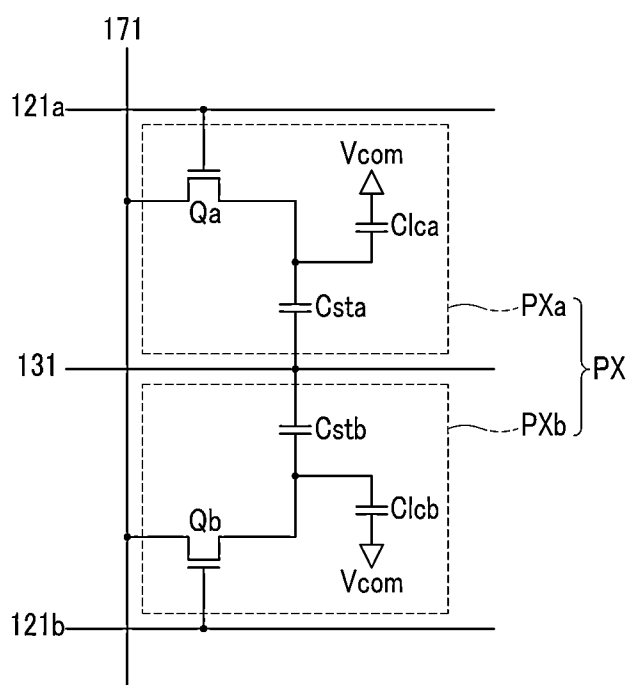 171
121a
Vcom
Qa
Clca
Csta
PXa
131
PX
Cstb
PXb
Qb
Clcb
Vcom
121b